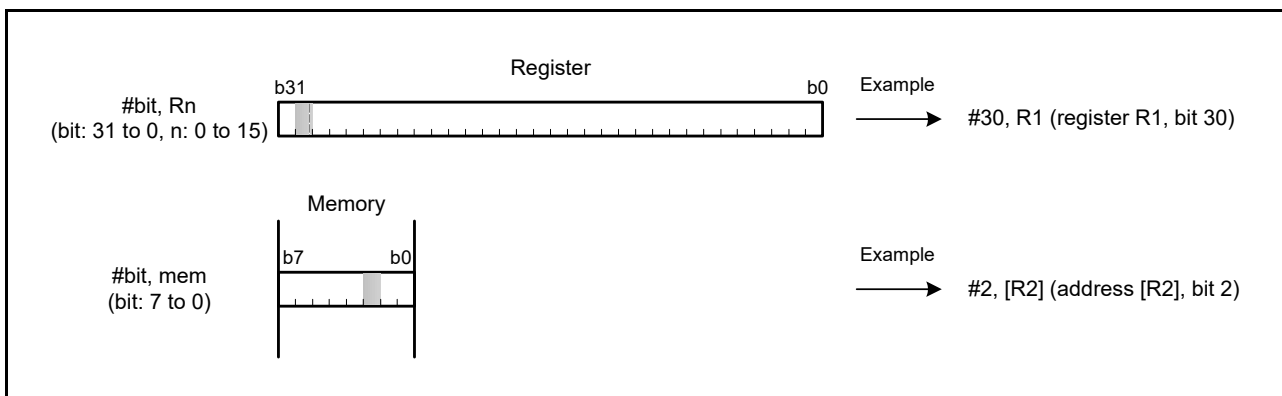 Register
b31 b0
#bit, Rn
(bit: 31 to 0, n: 0 to 15)
Example
#30, R1 (register R1, bit 30)
Memory
b7 b0
#bit, mem
(bit: 7 to 0)
Example
#2, [R2] (address [R2], bit 2)